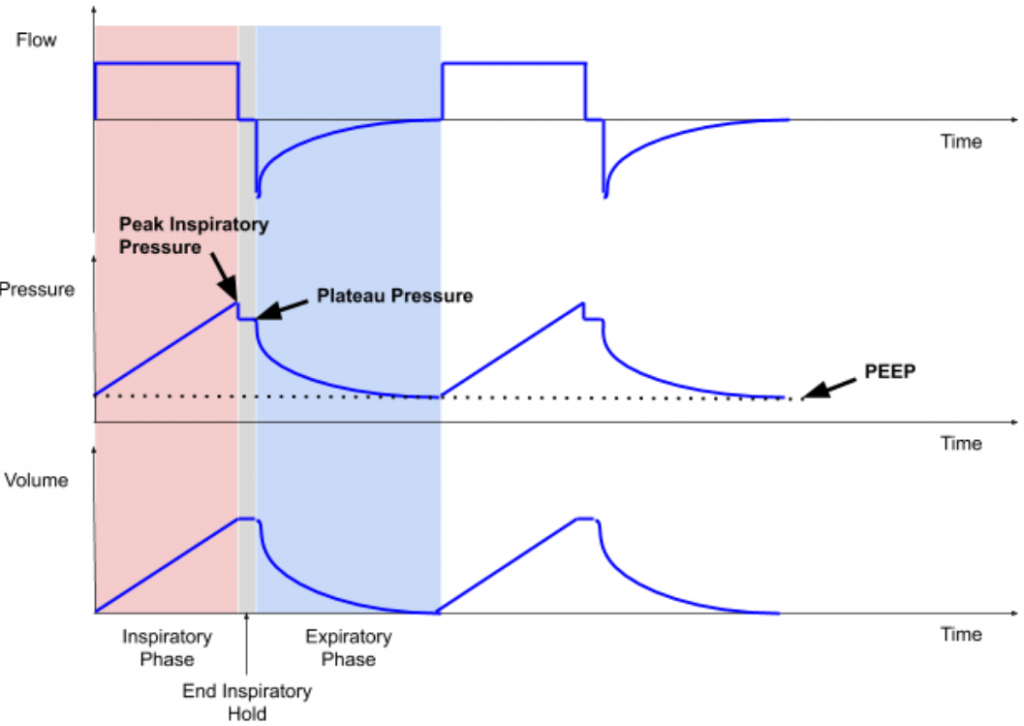 Flow
Time
Peak Inspiratory
Pressure
Pressure
Plateau Pressure
PEEP
Time
Volume
Time
Inspiratory
Phase
Expiratory
Phase
End Inspiratory
Hold